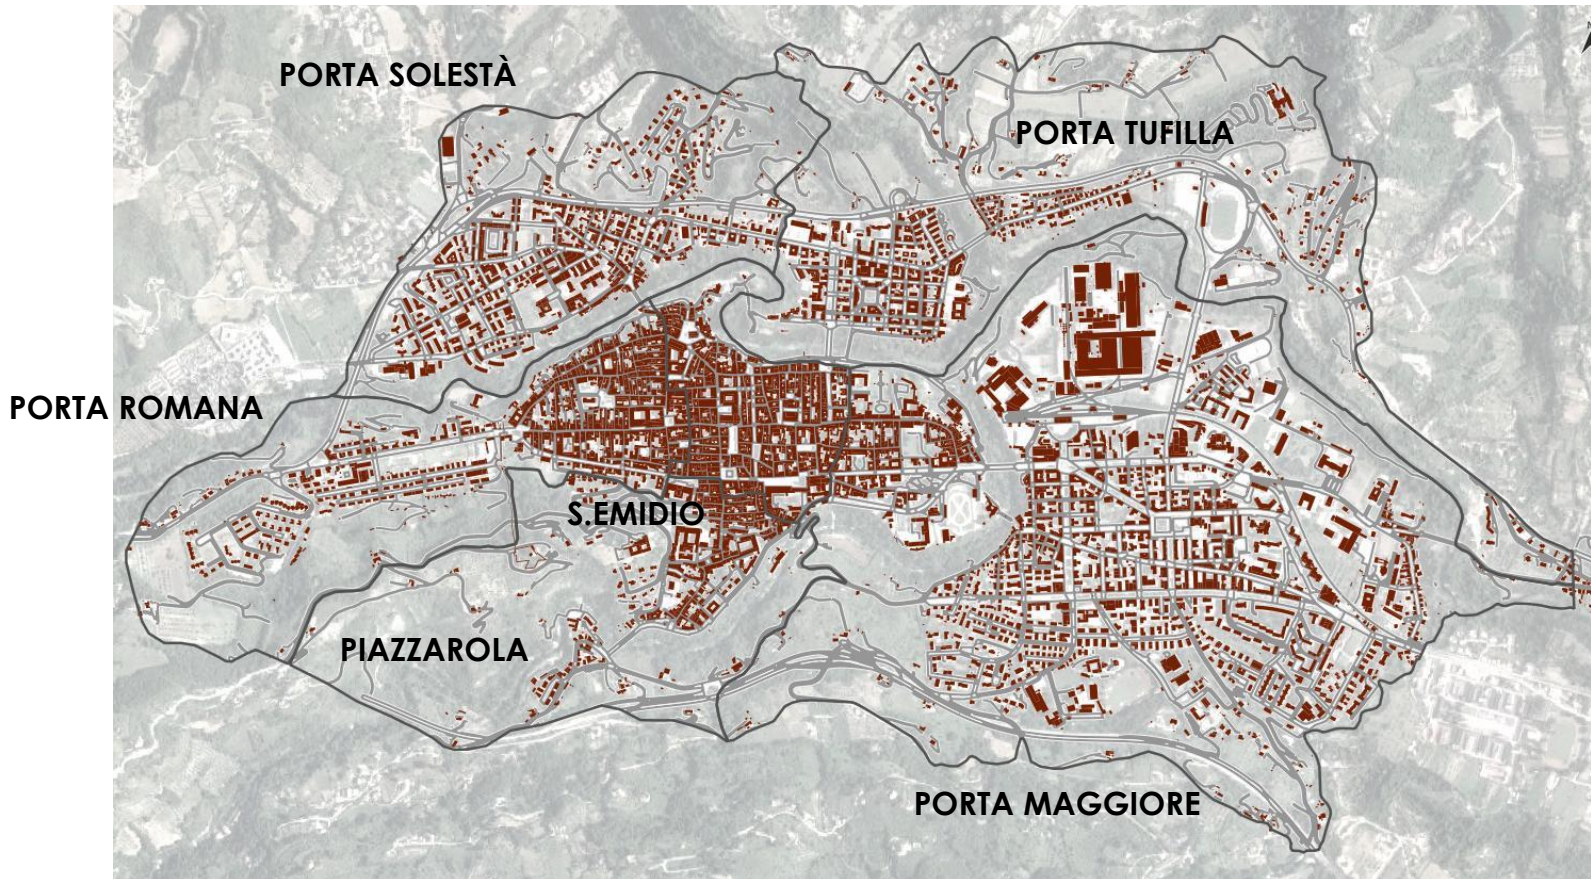 PORTA SOLESTÀ
PORTA TUFILLA
PORTA ROMANA
S.EMIDIO
PIAZZAROLA
PORTA MAGGIORE